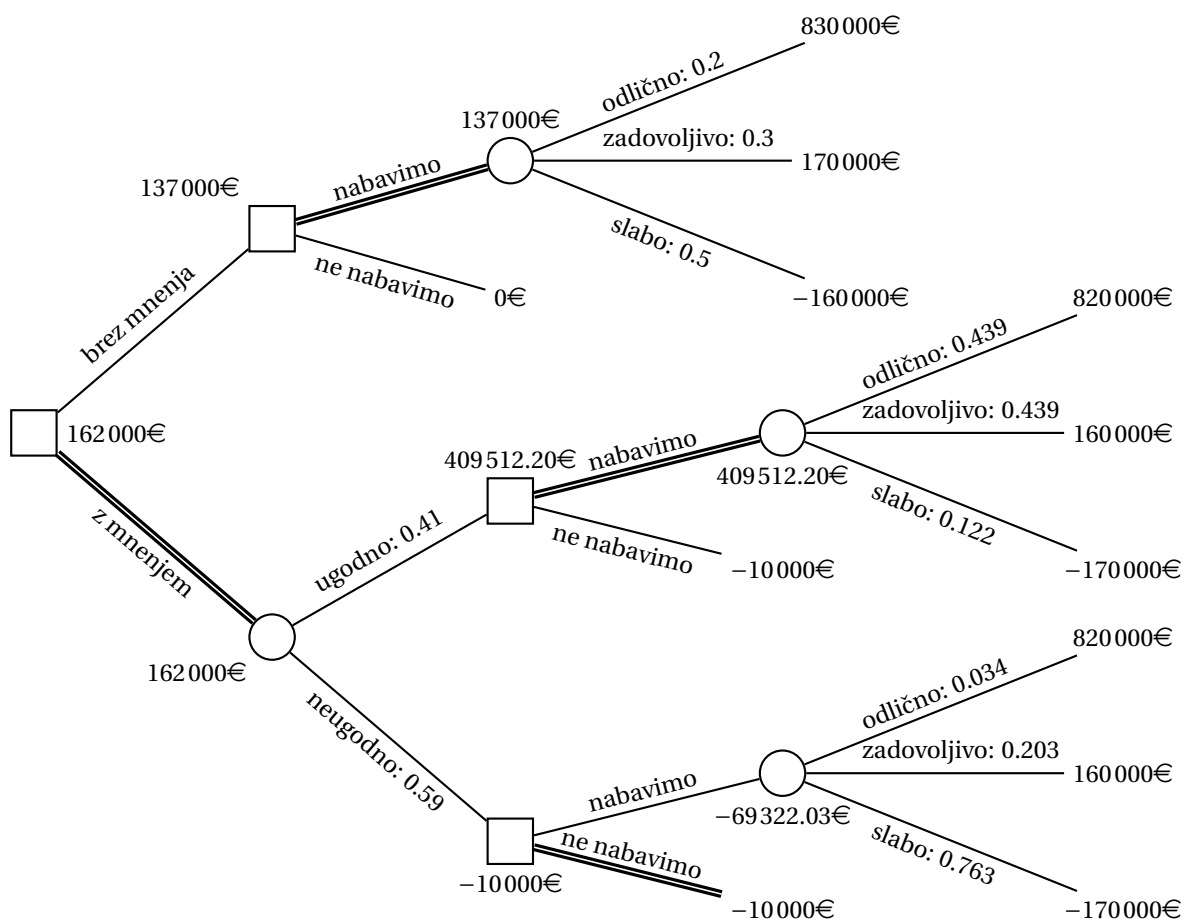 830 000€
odlično: 0.2
137 000€
zadovoljivo: 0.3
170 000€
nabavimo
137 000€
slabo: 0.5
ne nabavimo
0€
−160 000€
brez mnenja
820 000€
odlično: 0.439
zadovoljivo: 0.439
160 000€
162 000€
nabavimo
409 512.20€
409 512.20€
slabo: 0.122
ugodno: 0.41
ne nabavimo
−10 000€
−170 000€
z mnenjem
162 000€
820 000€
odlično: 0.034
neugodno: 0.59
zadovoljivo: 0.203
160 000€
nabavimo
−69 322.03€
slabo: 0.763
ne nabavimo
−10 000€
−10 000€
−170 000€